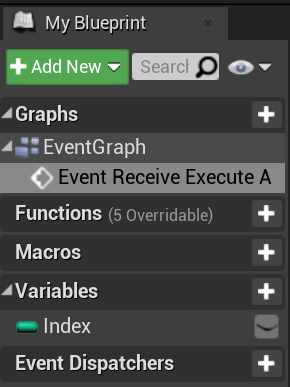 My Blueprint
Add New
Search
Graphs
EventGraph
Event Receive Execute A
Functions (5 Overridable)
Macros
Variables
Index
Event Dispatchers